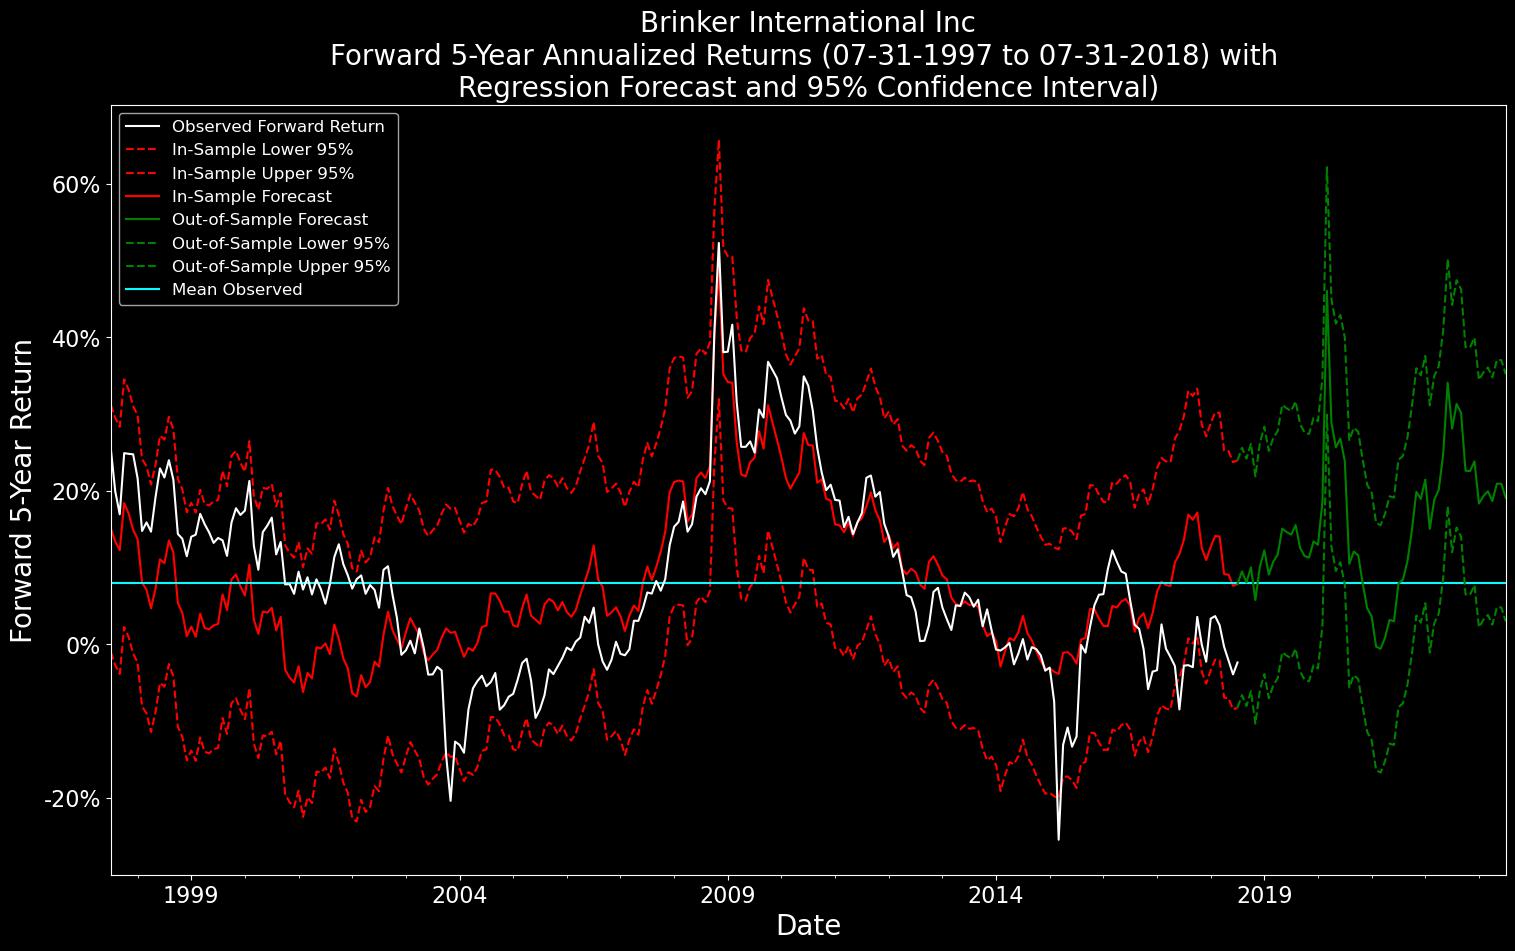 Brinker International Inc
Forward 5-Year Annualized Returns (07-31-1997 to 07-31-2018) with
Regression Forecast and 95% Confidence Interval)
Observed Forward Return
In-Sample Lower 95%
In-Sample Upper 95%
In-Sample Forecast
Out-of-Sample Forecast
Out-of-Sample Lower 95%
Out-of-Sample Upper 95%
Mean Observed
Forward 5-Year Return
60%
40%
20%
0%
-20%
1999
2004
2009
2014
2019
Date